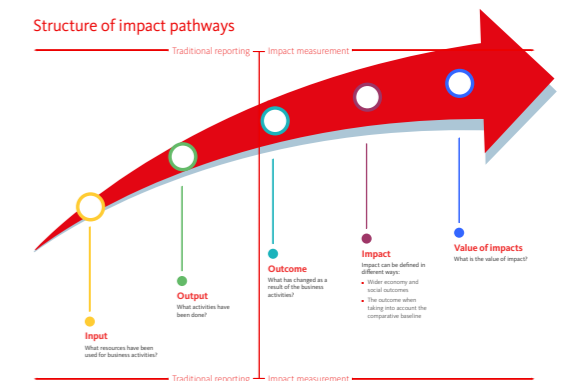 Structure of impact pathways
Traditional reporting
Impact measurement
Input
What resources have been
used for business activities?
Output
What activities have
been done?
Outcome
What has changed as a
result of the business
activities?
Impact
Impact can be defined in
different ways:
• Wider economy and
social outcomes
• The outcome when
taking into account the
comparative baseline
Value of impacts
What is the value of impact?
Traditional reporting
Impact measurement